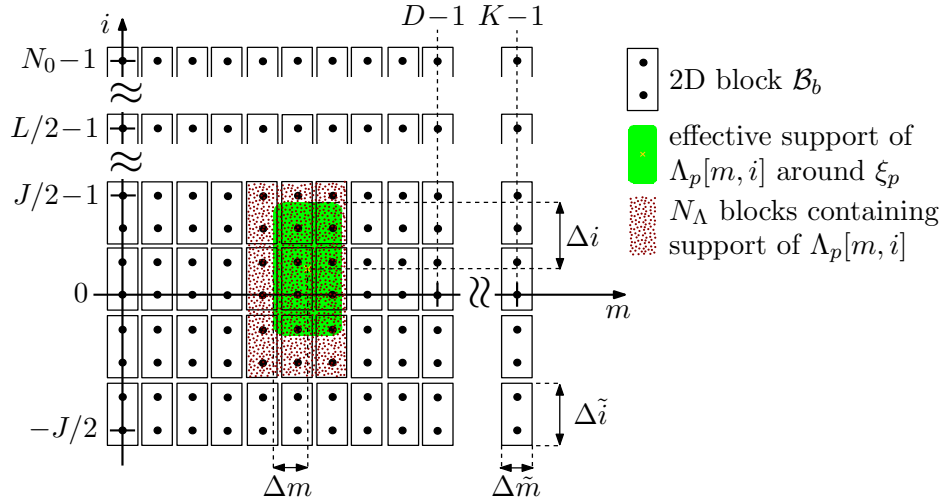 i
D−1 K−1
N₀−1
L/2−1
J/2−1
0
−J/2
m
Δi
Δĩ
Δm
Δm̃
2D block 𝓑_b
effective support of
Λ_p[m, i] around ξ_p
N_Λ blocks containing
support of Λ_p[m, i]